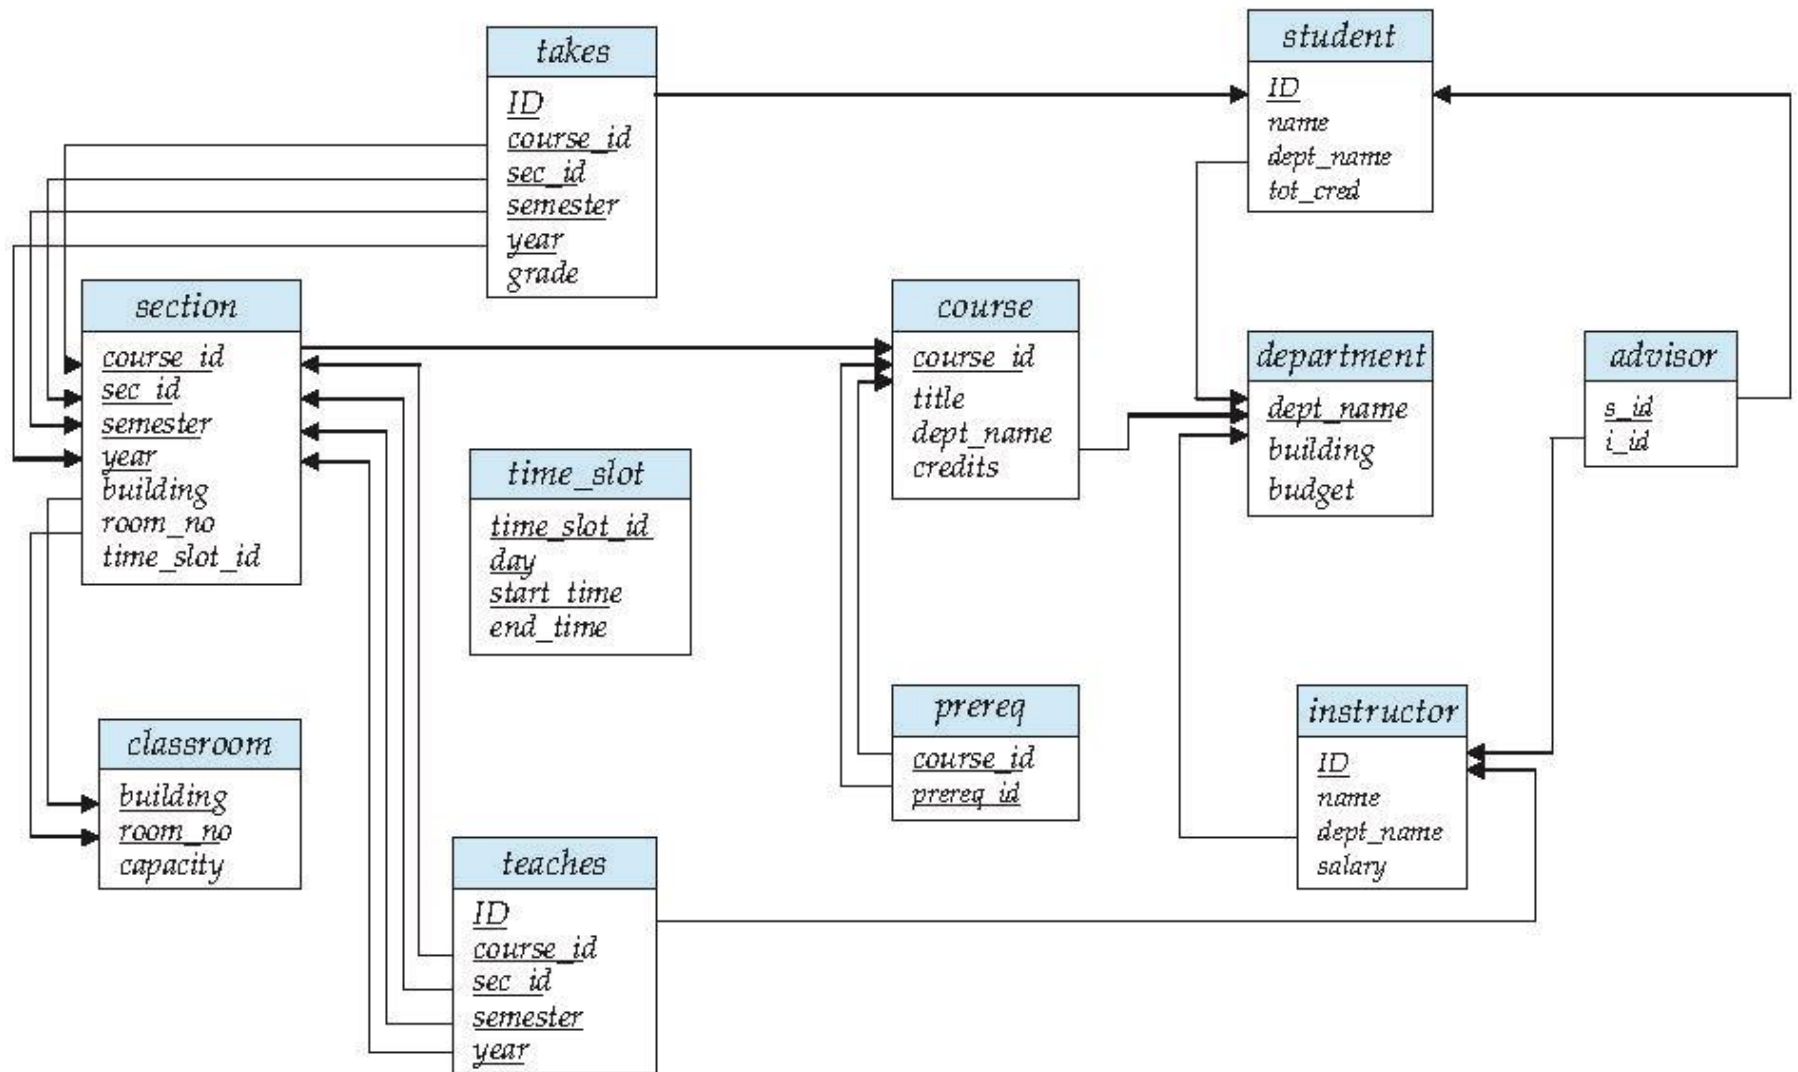 takes
ID
course_id
sec_id
semester
year
grade
student
ID
name
dept_name
tot_cred
section
course_id
sec_id
semester
year
building
room_no
time_slot_id
course
course_id
title
dept_name
credits
department
dept_name
building
budget
advisor
s_id
i_id
time_slot
time_slot_id
day
start_time
end_time
prereq
course_id
prereq_id
instructor
ID
name
dept_name
salary
classroom
building
room_no
capacity
teaches
ID
course_id
sec_id
semester
year